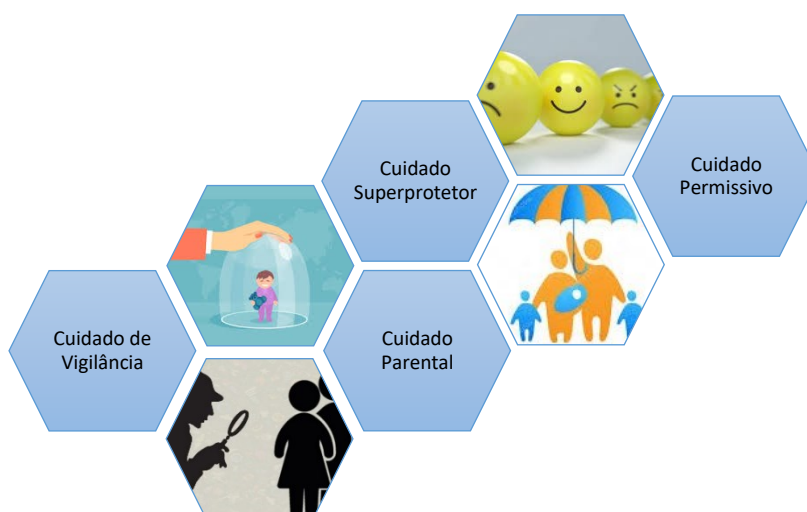 Cuidado
Superprotetor
Cuidado
Permissivo
Cuidado de
Vigilância
Cuidado
Parental